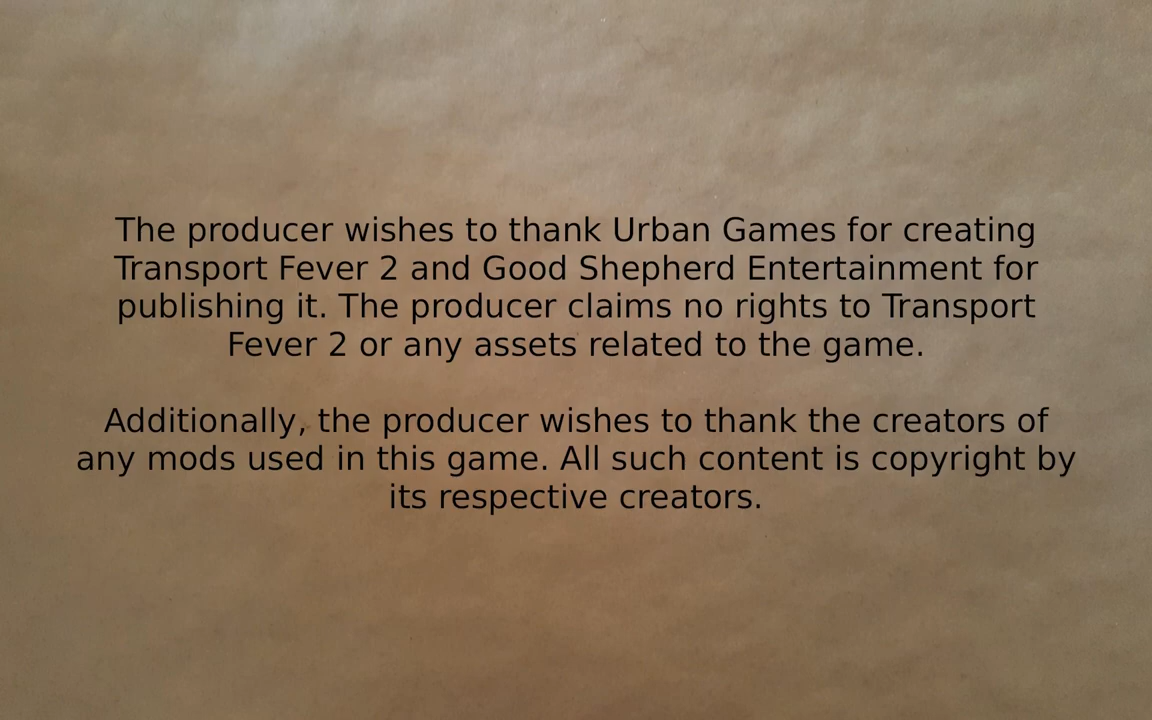 The producer wishes to thank Urban Games for creating
Transport Fever 2 and Good Shepherd Entertainment for
publishing it. The producer claims no rights to Transport
Fever 2 or any assets related to the game.
Additionally, the producer wishes to thank the creators of
any mods used in this game. All such content is copyright by
its respective creators.